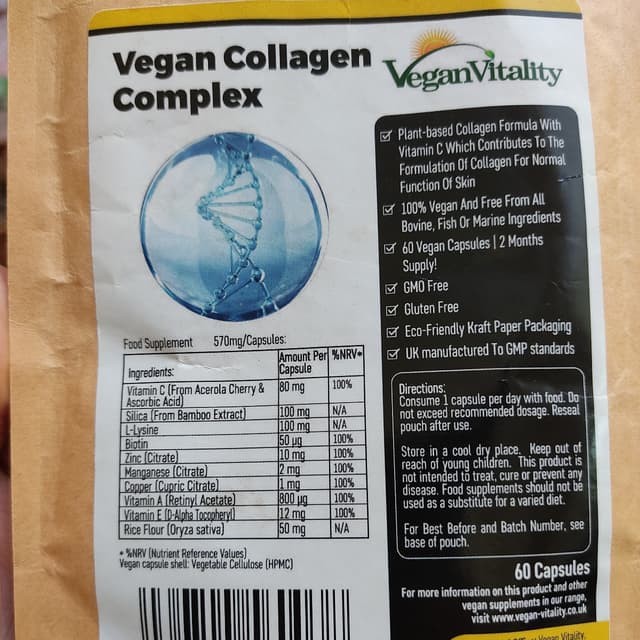 Vegan Collagen
Complex
VeganVitality
Plant-based Collagen Formula With
Vitamin C Which Contributes To The
Formulation Of Collagen For Normal
Function Of Skin
100% Vegan And Free From All
Bovine, Fish Or Marine Ingredients
60 Vegan Capsules | 2 Months
Supply!
GMO Free
Gluten Free
Eco-Friendly Kraft Paper Packaging
UK manufactured To GMP standards
Food Supplement 570mg/Capsules:
Ingredients: Amount Per Capsule %NRV*
Vitamin C (From Acerola Cherry & Ascorbic Acid) 80 mg 100%
Silica (From Bamboo Extract) 100 mg N/A
L-Lysine 100 mg N/A
Biotin 50 µg 100%
Zinc (Citrate) 10 mg 100%
Manganese (Citrate) 2 mg 100%
Copper (Cupric Citrate) 1 mg 100%
Vitamin A (Retinyl Acetate) 800 µg 100%
Vitamin E (D-Alpha Tocopheryl) 12 mg 100%
Rice Flour (Oryza sativa) 50 mg N/A
* %NRV (Nutrient Reference Values)
Vegan capsule shell: Vegetable Cellulose (HPMC)
Directions:
Consume 1 capsule per day with food. Do
not exceed recommended dosage. Reseal
pouch after use.
Store in a cool dry place. Keep out of
reach of young children. This product is
not intended to treat, cure or prevent any
disease. Food supplements should not be
used as a substitute for a varied diet.
For Best Before and Batch Number, see
base of pouch.
60 Capsules
For more information on this product and other
vegan supplements in our range,
visit www.vegan-vitality.co.uk
Vegan Vitality,